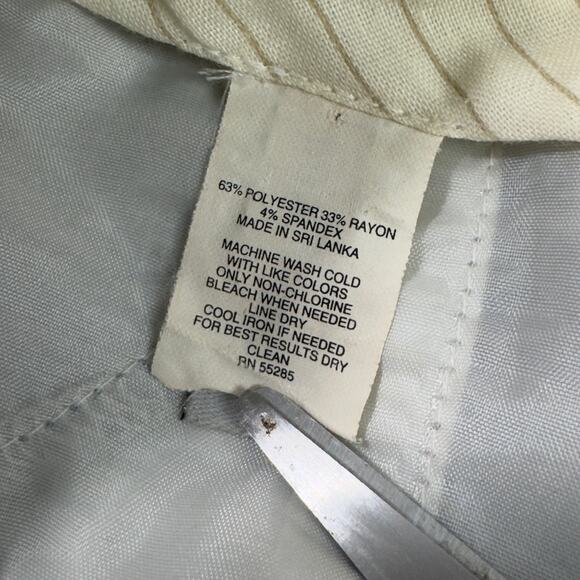 63% POLYESTER 33% RAYON
4% SPANDEX
MADE IN SRI LANKA
MACHINE WASH COLD
WITH LIKE COLORS
ONLY NON-CHLORINE
BLEACH WHEN NEEDED
LINE DRY
COOL IRON IF NEEDED
FOR BEST RESULTS DRY
CLEAN
RN 55285